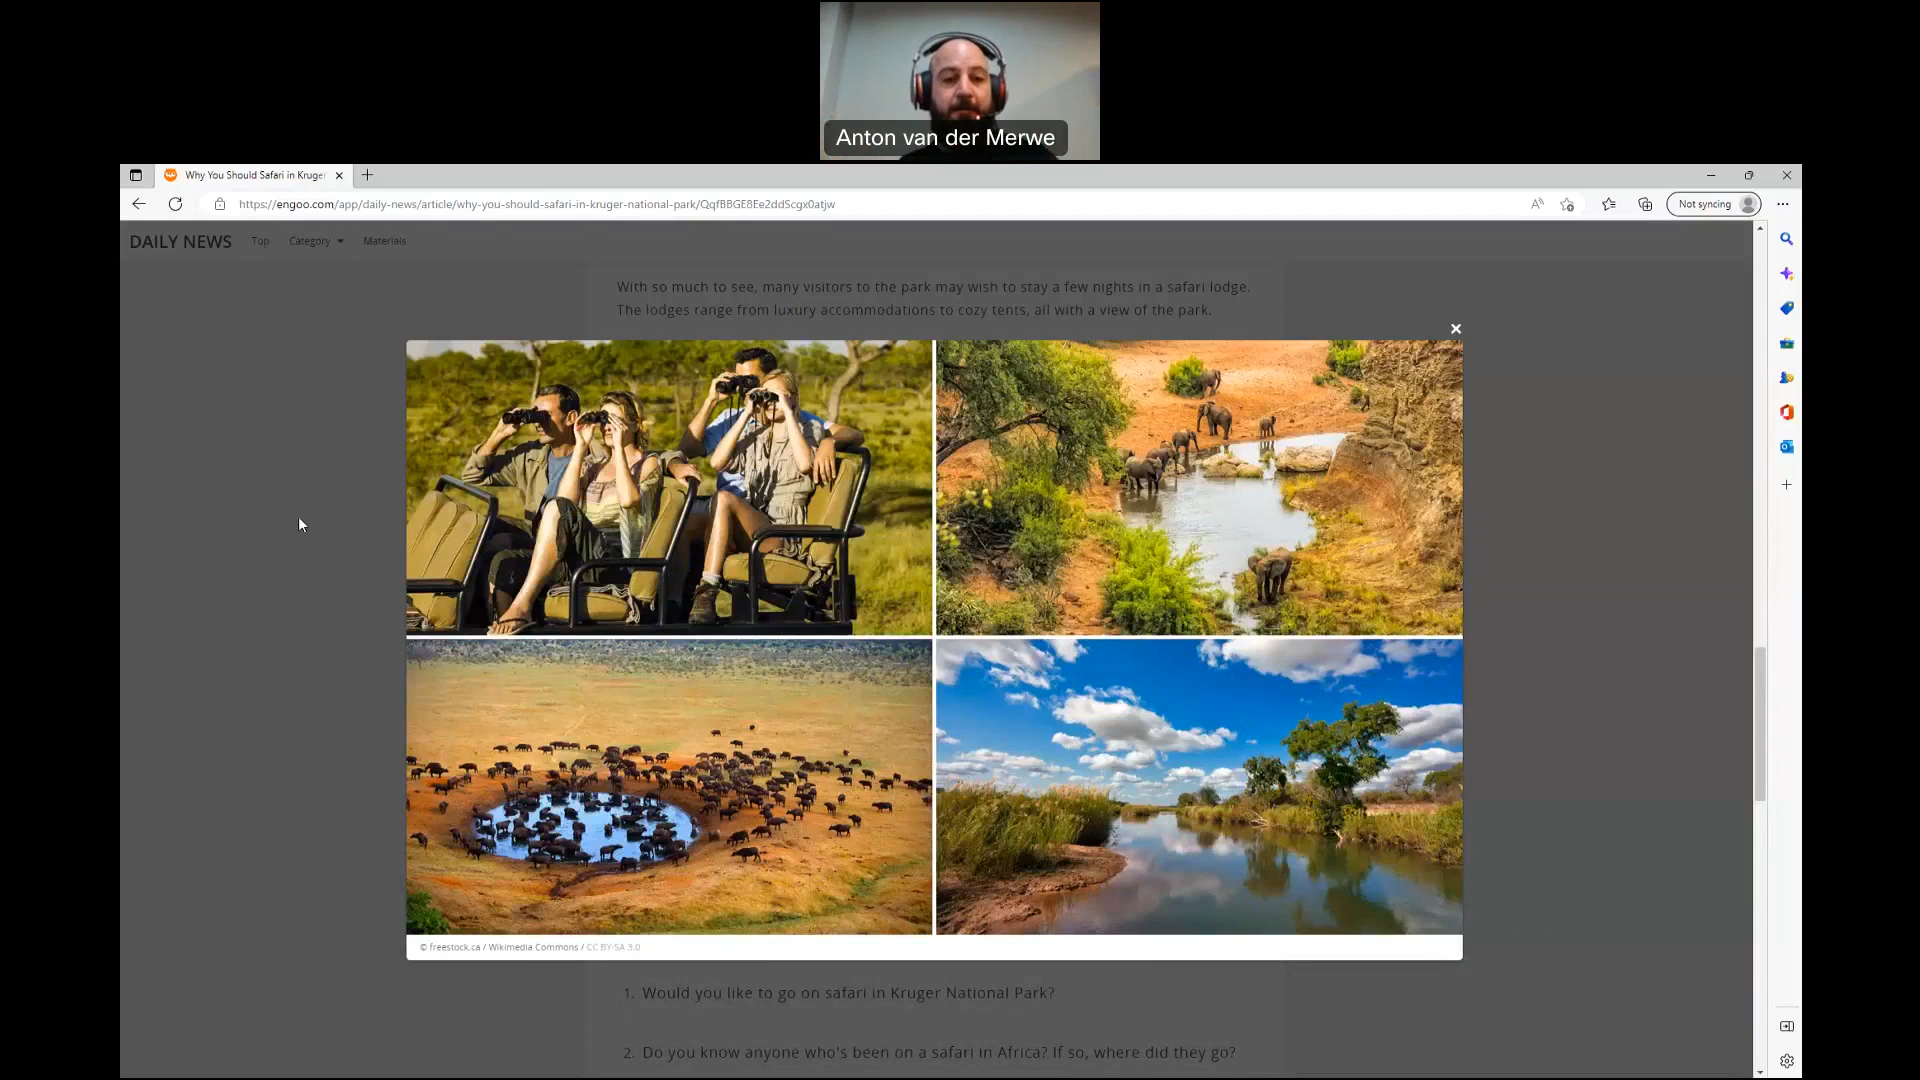 Anton van der Merwe
Why You Should Safari in Kruger
https://engoo.com/app/daily-news/article/why-you-should-safari-in-kruger-national-park/QqfBBGE8Ee2ddScgx0atjw
Not syncing
DAILY NEWS Top Category Materials
With so much to see, many visitors to the park may wish to stay a few nights in a safari lodge.
The lodges range from luxury accommodations to cozy tents, all with a view of the park.
© freestock.ca / Wikimedia Commons / CC BY-SA 3.0
1. Would you like to go on safari in Kruger National Park?
2. Do you know anyone who's been on a safari in Africa? If so, where did they go?